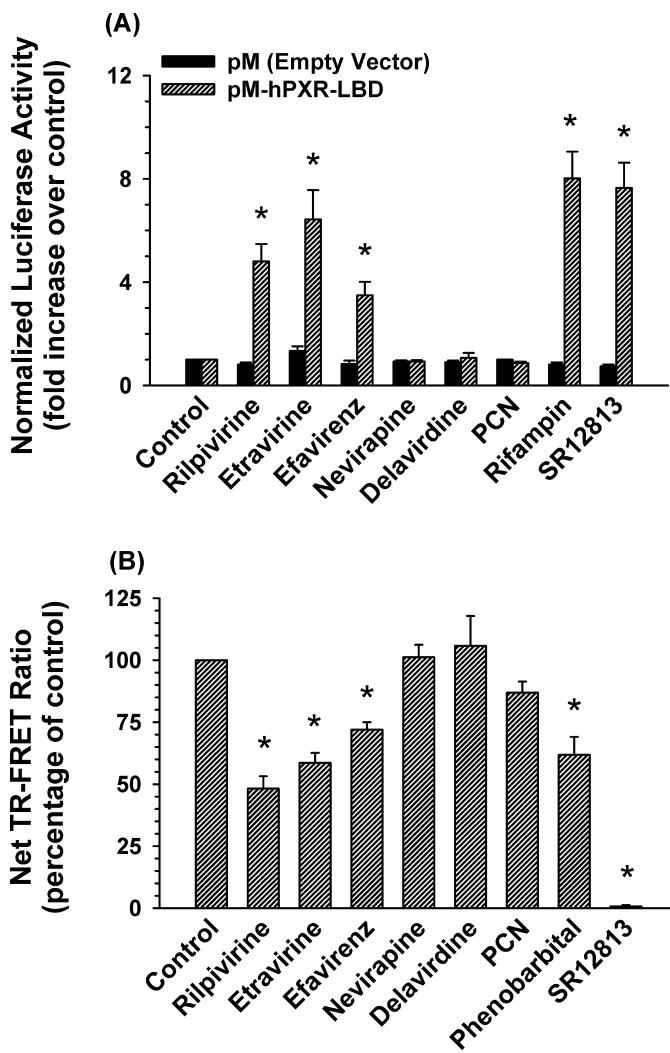 (A)
Normalized Luciferase Activity
(fold increase over control)
pM (Empty Vector)
pM-hPXR-LBD
12
8
4
0
*
*
*
*
*
Control
Rilpivirine
Etravirine
Efavirenz
Nevirapine
Delavirdine
PCN
Rifampin
SR12813
(B)
Net TR-FRET Ratio
(percentage of control)
125
100
75
50
25
0
*
*
*
*
*
Control
Rilpivirine
Etravirine
Efavirenz
Nevirapine
Delavirdine
PCN
Phenobarbital
SR12813